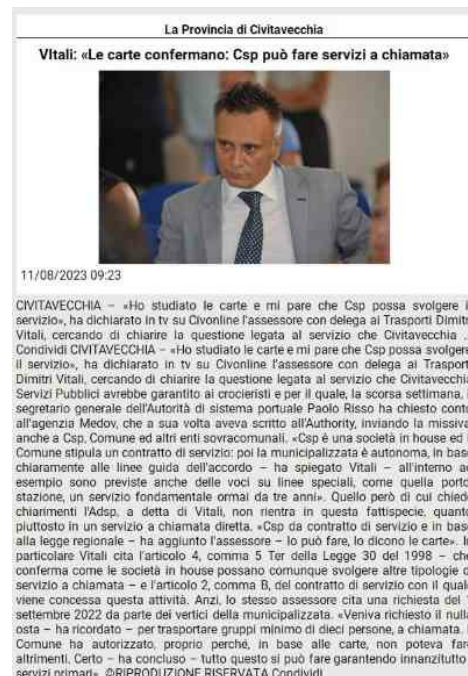 La Provincia di Civitavecchia
VItali: «Le carte confermano: Csp può fare servizi a chiamata»
11/08/2023 09:23
CIVITAVECCHIA – «Ho studiato le carte e mi pare che Csp possa svolgere
servizio», ha dichiarato in tv su Civonline l'assessore con delega ai Trasporti Dimitri
Vitali, cercando di chiarire la questione legata al servizio che Civitavecchia
Condividi CIVITAVECCHIA – «Ho studiato le carte e mi pare che Csp possa svolgere
il servizio», ha dichiarato in tv su Civonline l'assessore con delega ai Trasport
Dimitri Vitali, cercando di chiarire la questione legata al servizio che Civitavecchia
Servizi Pubblici avrebbe garantito ai crocieristi e per il quale, la scorsa settimana, i
segretario generale dell'Autorità di sistema portuale Paolo Risso ha chiesto cont
all'agenzia Medov, che a sua volta aveva scritto all'Authority, inviando la missiva
anche a Csp, Comune ed altri enti sovracomunali. «Csp è una società in house ed i
Comune stipula un contratto di servizio: poi la municipalizzata è autonoma, in base
chiaramente alle linee guida dell'accordo – ha spiegato Vitali – all'interno ad
esempio sono previste anche delle voci su linee speciali, come quella porto
stazione, un servizio fondamentale ormai da tre anni». Quello però di cui chiede
chiarimenti l'Adsp, a detta di Vitali, non rientra in questa fattispecie, quanto
piuttosto in un servizio a chiamata diretta. «Csp da contratto di servizio e in base
alla legge regionale – ha aggiunto l'assessore – lo può fare, lo dicono le carte». I
particolare Vitali cita l'articolo 4, comma 5 Ter della Legge 30 del 1998 – che
conferma come le società in house possano comunque svolgere altre tipologie d
servizio a chiamata – e l'articolo 2, comma B, del contratto di servizio con il quale
viene concessa questa attività. Anzi, lo stesso assessore cita una richiesta del
settembre 2022 da parte dei vertici della municipalizzata. «Veniva richiesto il nulla
osta – ha ricordato – per trasportare gruppi minimo di dieci persone, a chiamata.
Comune ha autorizzato, proprio perché, in base alle carte, non poteva fare
altrimenti. Certo – ha concluso – tutto questo si può fare garantendo innanzitutto
servizi primari». ©RIPRODUZIONE RISERVATA Condividi